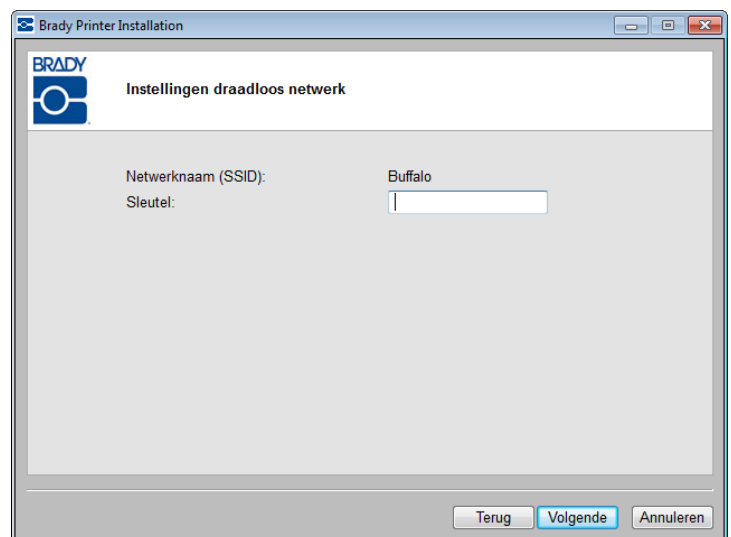 Brady Printer Installation
BRADY
Instellingen draadloos netwerk
Netwerknaam (SSID): Buffalo
Sleutel:
Terug Volgende Annuleren